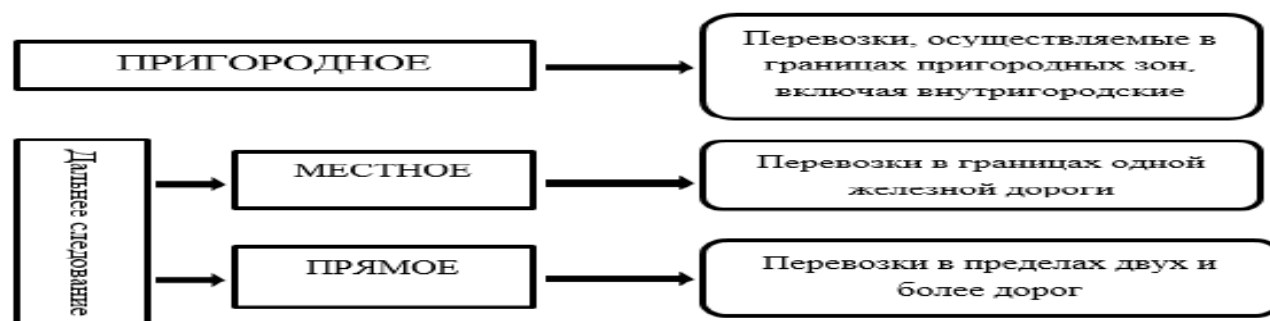 ПРИГОРОДНОЕ
Перевозки, осуществляемые в
границах пригородных зон,
включая внутригородские
Дальнее следование
МЕСТНОЕ
Перевозки в границах одной
железной дороги
ПРЯМОЕ
Перевозки в пределах двух и
более дорог